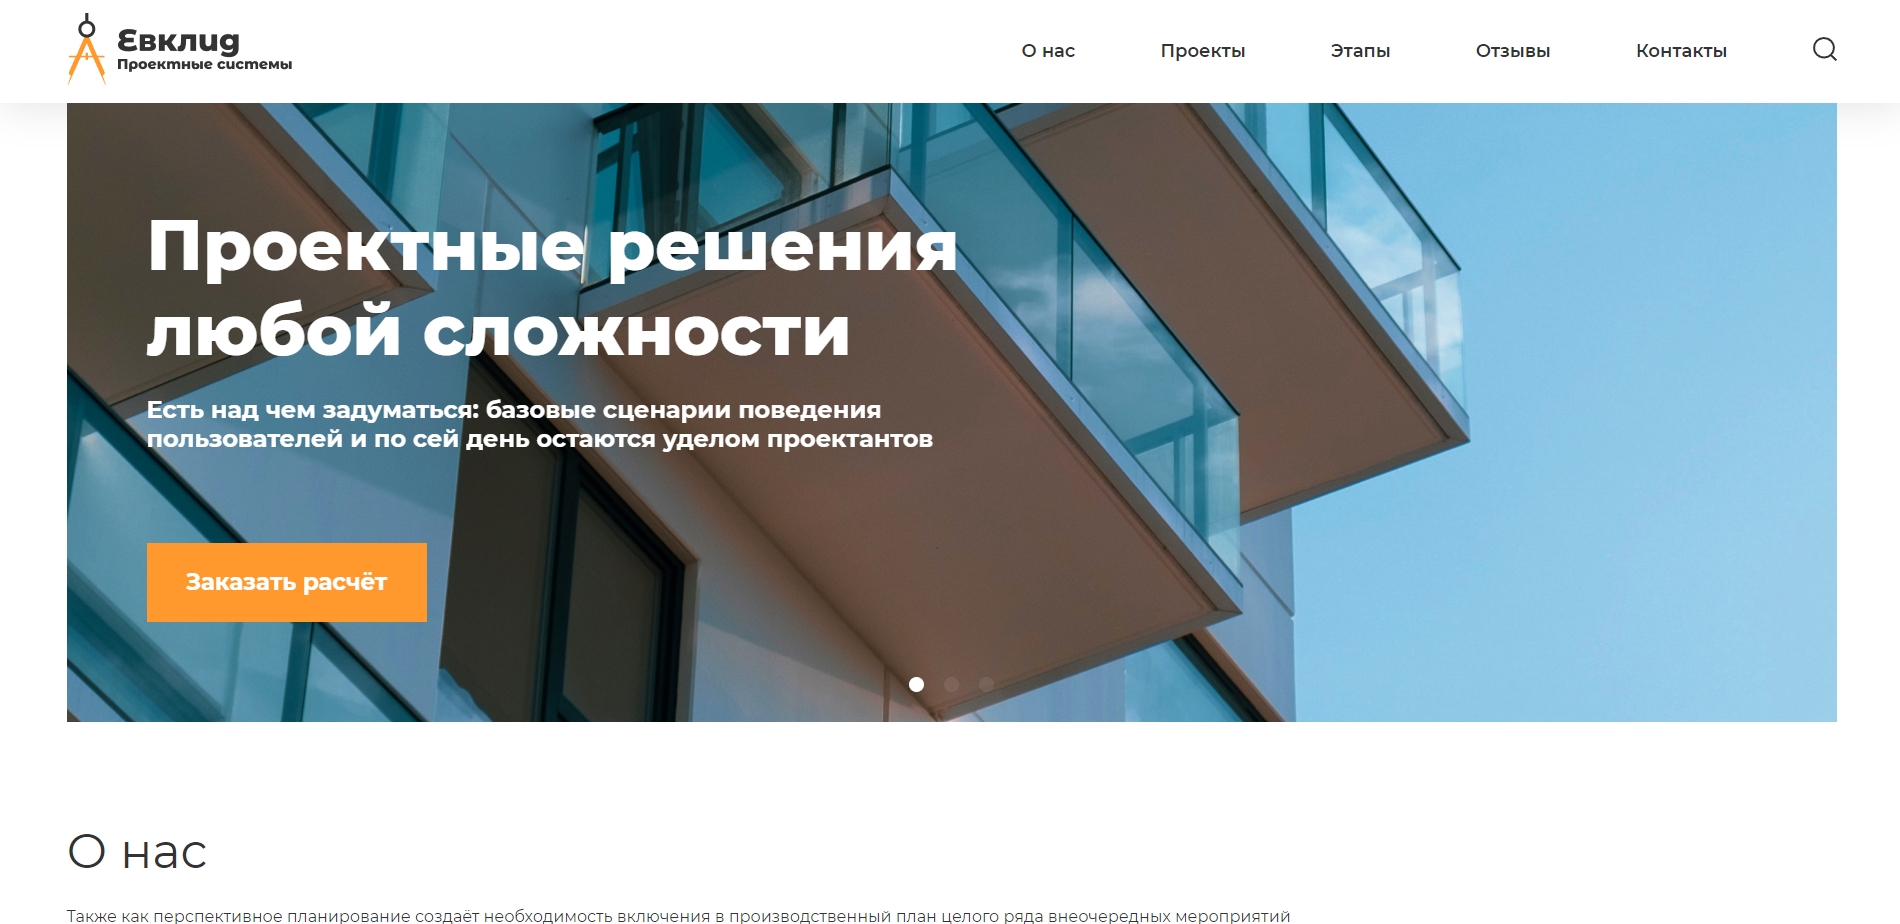 Евклид
Проектные системы
О нас
Проекты
Этапы
Отзывы
Контакты
Проектные решения
любой сложности
Есть над чем задуматься: базовые сценарии поведения
пользователей и по сей день остаются уделом проектантов
Заказать расчёт
О нас
Также как перспективное планирование создаёт необходимость включения в производственный план целого ряда внеочередных мероприятий